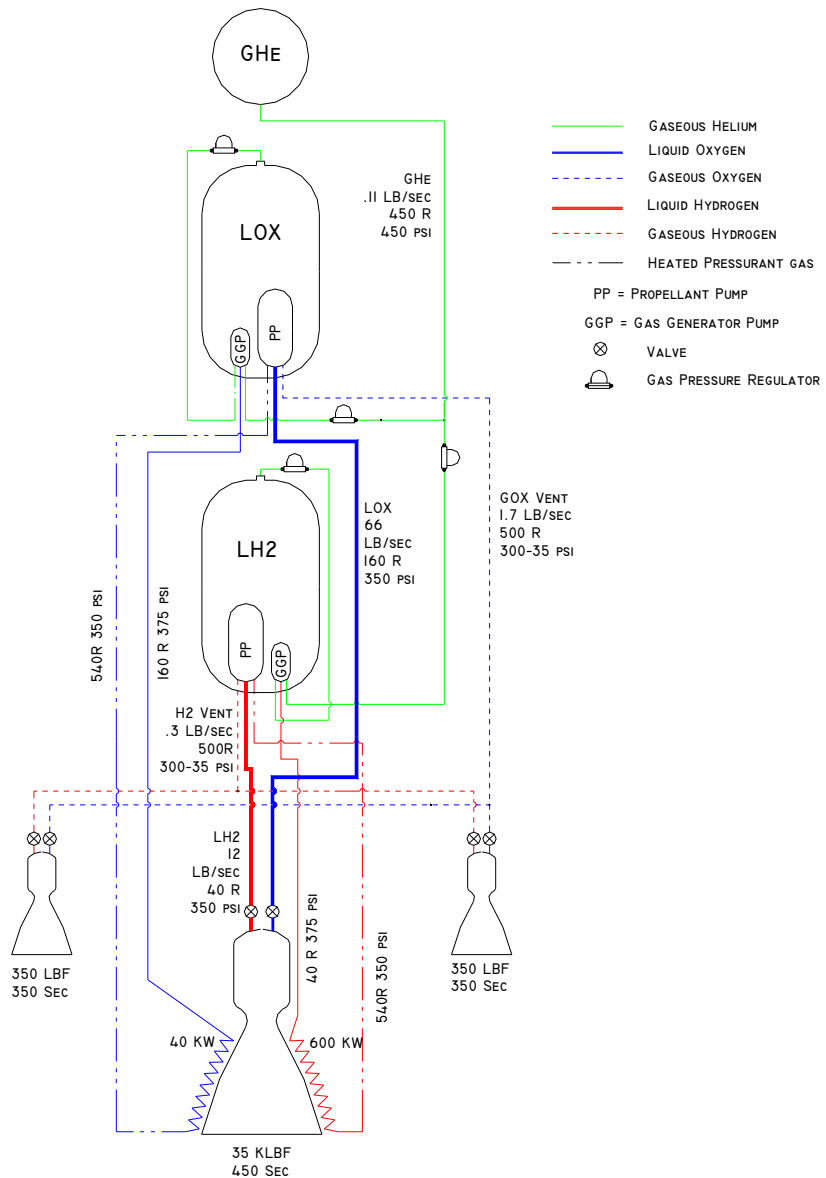 GHe
GASEOUS HELIUM
LIQUID OXYGEN
GASEOUS OXYGEN
LIQUID HYDROGEN
GASEOUS HYDROGEN
HEATED PRESSURANT GAS
PP = PROPELLANT PUMP
GGP = GAS GENERATOR PUMP
VALVE
GAS PRESSURE REGULATOR
GHe
.11 LB/SEC
450 R
450 PSI
LOX
GGP
PP
LOX
66
LB/SEC
160 R
350 PSI
GOX VENT
1.7 LB/SEC
500 R
300-35 PSI
LH2
PP
GGP
540R 350 PSI
160 R 375 PSI
H2 VENT
.3 LB/SEC
500R
300-35 PSI
LH2
12
LB/SEC
40 R
350 PSI
40 R 375 PSI
540R 350 PSI
350 LBF
350 SEC
350 LBF
350 SEC
40 KW
600 KW
35 KLBF
450 SEC